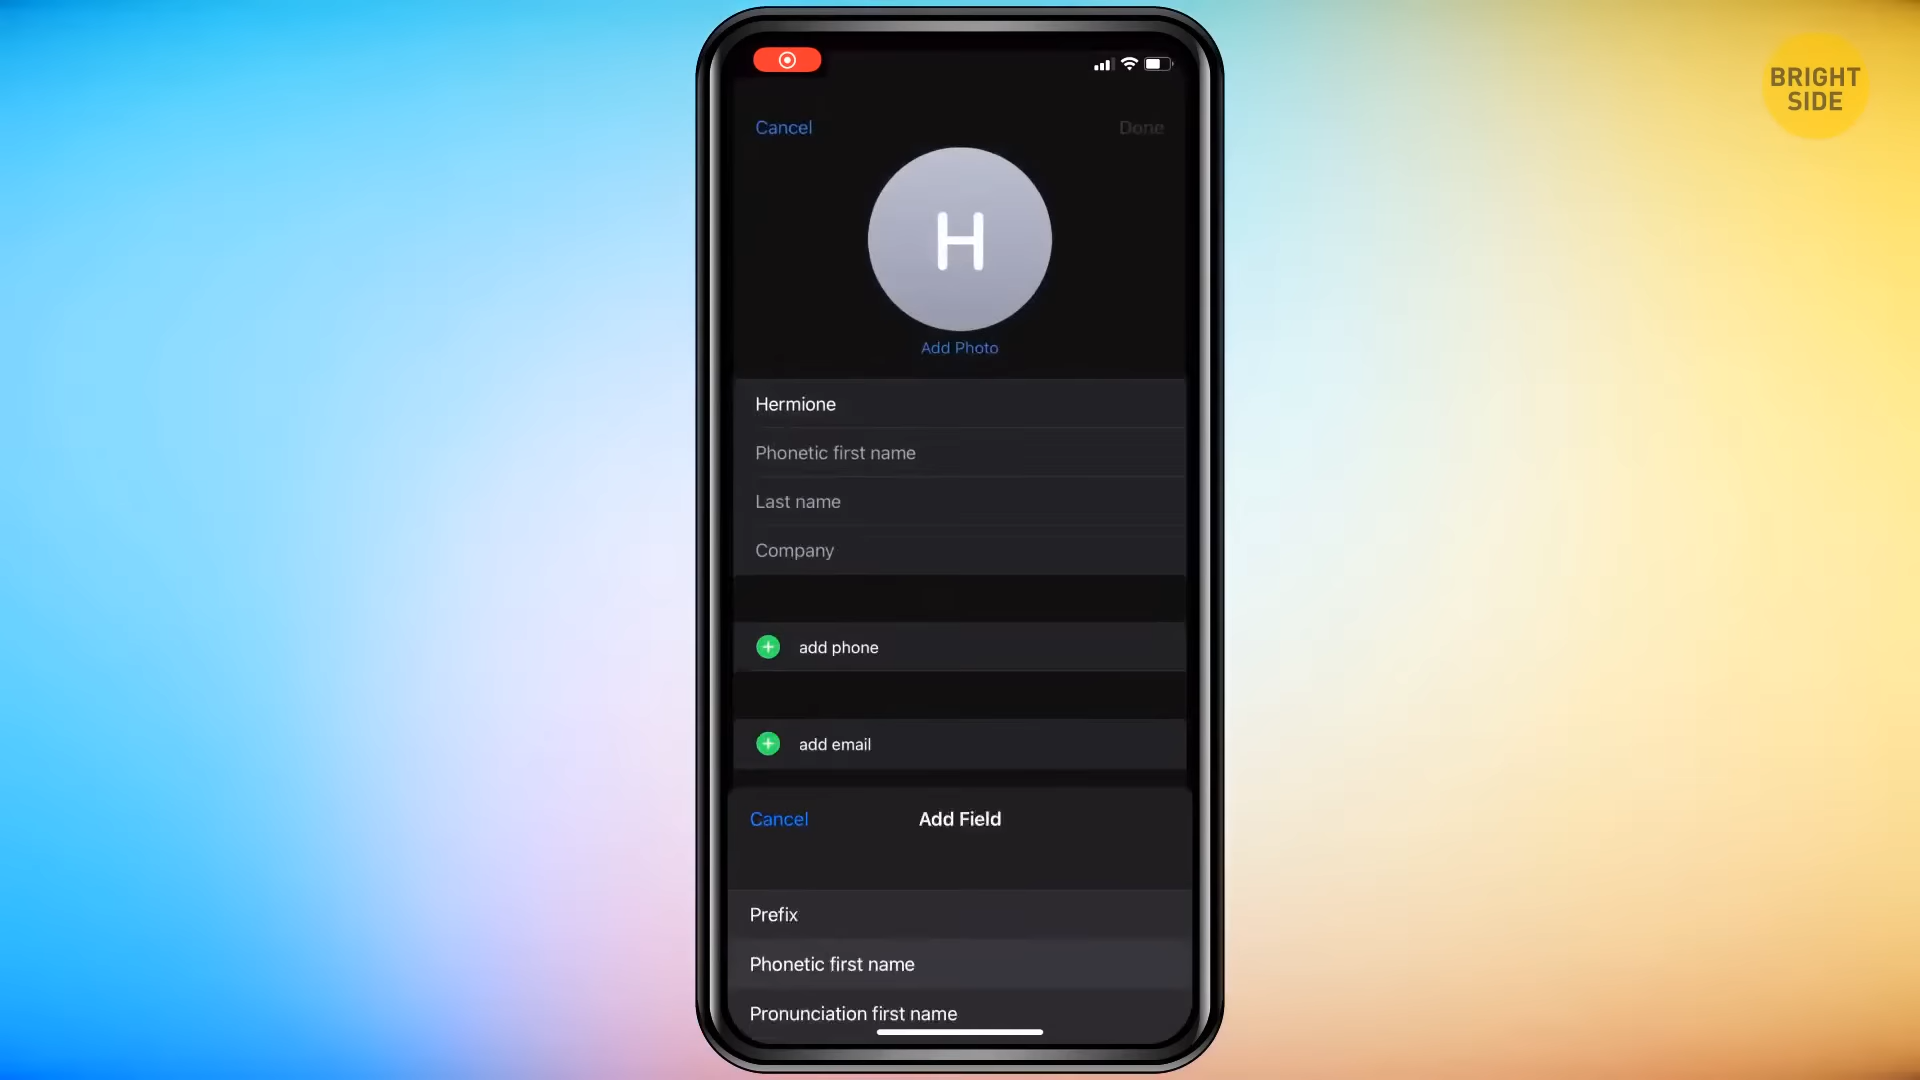 BRIGHT
SIDE
Cancel
Done
H
Add Photo
Hermione
Phonetic first name
Last name
Company
add phone
add email
Cancel
Add Field
Prefix
Phonetic first name
Pronunciation first name